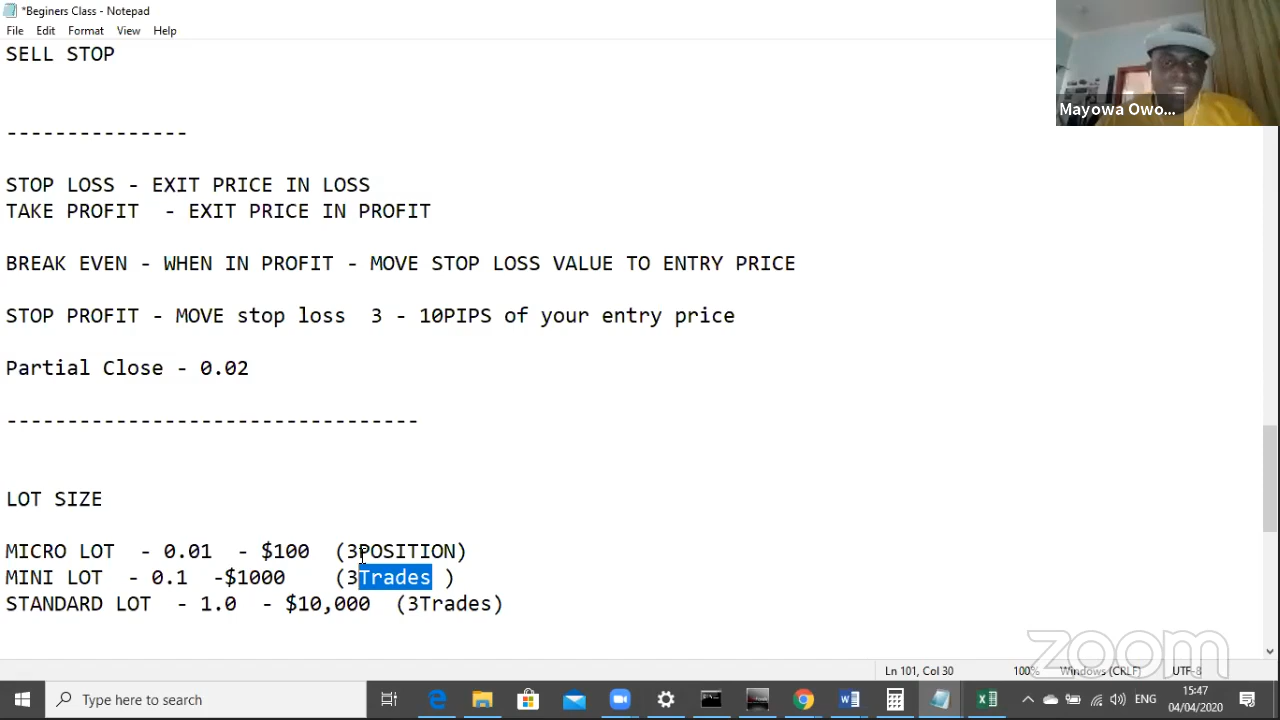 *Beginers Class - Notepad
File Edit Format View Help
SELL STOP
Mayowa Owo...
---------------
STOP LOSS - EXIT PRICE IN LOSS
TAKE PROFIT - EXIT PRICE IN PROFIT
BREAK EVEN - WHEN IN PROFIT - MOVE STOP LOSS VALUE TO ENTRY PRICE
STOP PROFIT - MOVE stop loss 3 - 10PIPS of your entry price
Partial Close - 0.02
----------------------------------
LOT SIZE
MICRO LOT - 0.01 - $100 (3POSITION)
MINI LOT - 0.1 -$1000 (3Trades )
STANDARD LOT - 1.0 - $10,000 (3Trades)
zoom
Ln 101, Col 30 100% Windows (CRLF) UTF-8
Type here to search
ENG
15:47
04/04/2020